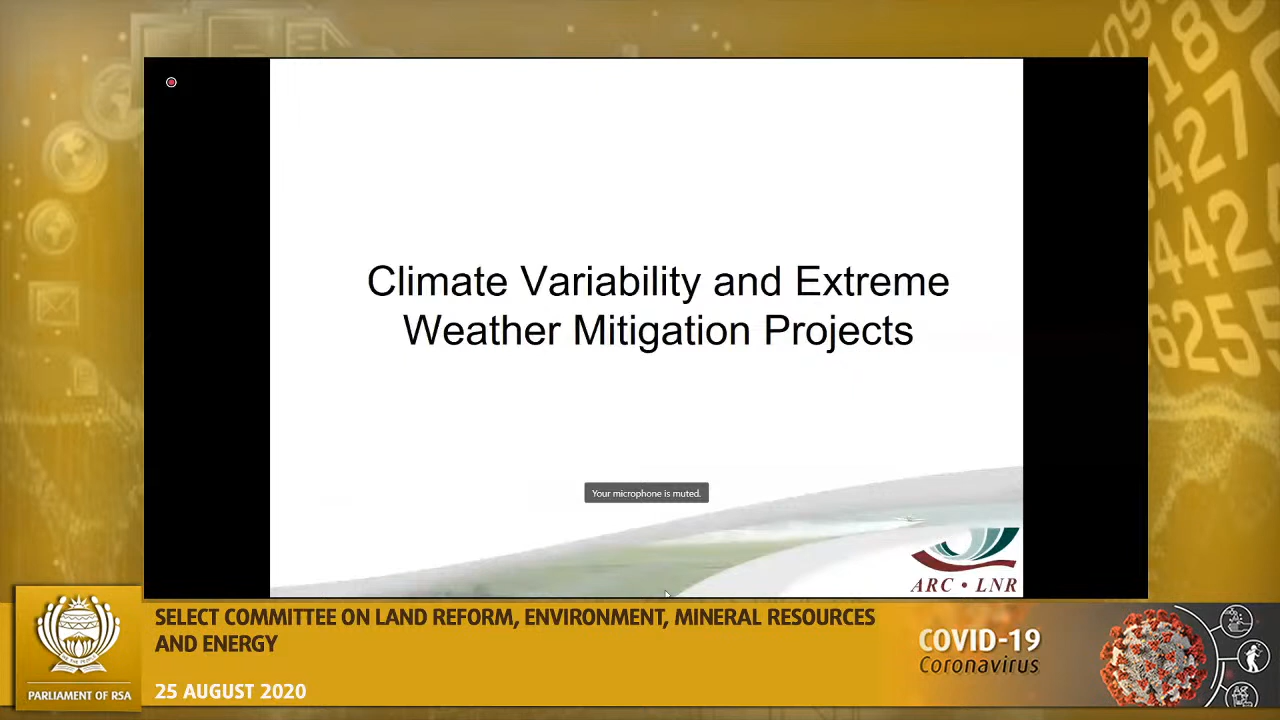 Climate Variability and Extreme
Weather Mitigation Projects
Your microphone is muted.
ARC • LNR
SELECT COMMITTEE ON LAND REFORM, ENVIRONMENT, MINERAL RESOURCES
AND ENERGY
25 AUGUST 2020
PARLIAMENT OF RSA
COVID-19
Coronavirus